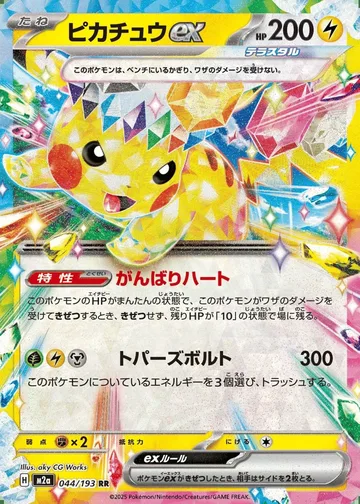 たね ピカチュウex HP200
テラスタル
このポケモンは、ベンチにいるかぎり、ワザのダメージを受けない。
特性 とくせい がんばりハート
このポケモンのHPがまんたんの状態で、このポケモンがワザのダメージを
受けてきぜつするとき、きぜつせず、残りHPが「10」の状態で場に残る。
トパーズボルト 300
このポケモンについているエネルギーを3個選び、トラッシュする。
弱点 ×2 抵抗力 にげる
exルール
ポケモンexがきぜつしたとき、相手はサイドを2枚とる。
Illus. aky CG Works
H M2a 044/193 RR
©2025 Pokémon/Nintendo/Creatures/GAME FREAK.